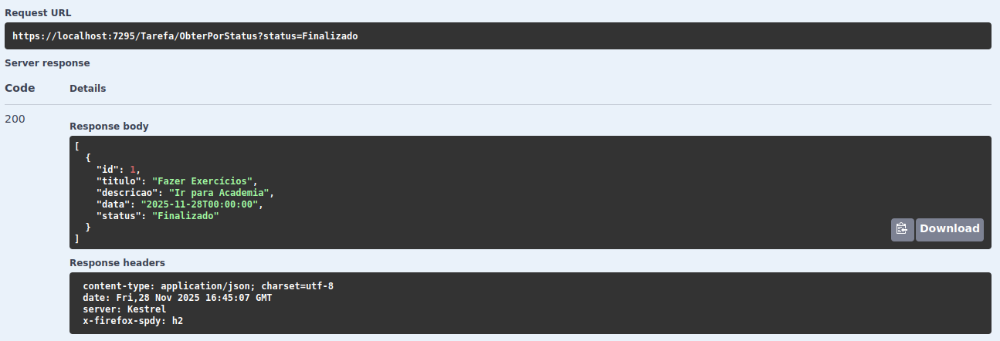 Request URL
https://localhost:7295/Tarefa/ObterPorStatus?status=Finalizado
Server response
Code Details
200
Response body
[
  {
    "id": 1,
    "titulo": "Fazer Exercícios",
    "descricao": "Ir para Academia",
    "data": "2025-11-28T00:00:00",
    "status": "Finalizado"
  }
]
Download
Response headers
content-type: application/json; charset=utf-8
date: Fri,28 Nov 2025 16:45:07 GMT
server: Kestrel
x-firefox-spdy: h2